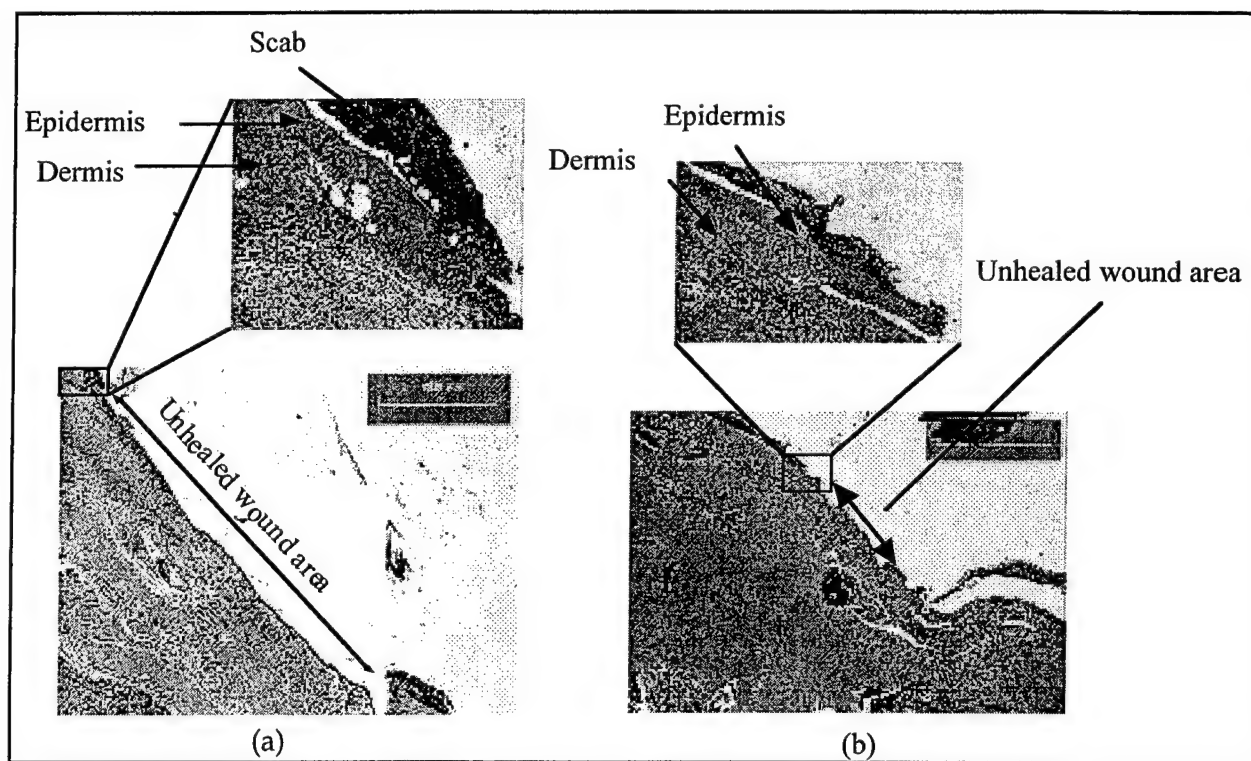 Scab
Epidermis
Dermis
Unhealed wound area
(a)
Epidermis
Dermis
Unhealed wound area
(b)